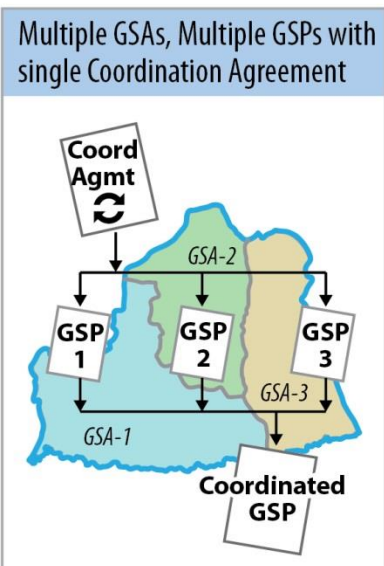 Multiple GSAs, Multiple GSPs with
single Coordination Agreement
Coord
Agmt
GSA-2
GSP
1
GSP
2
GSP
3
GSA-3
GSA-1
Coordinated
GSP